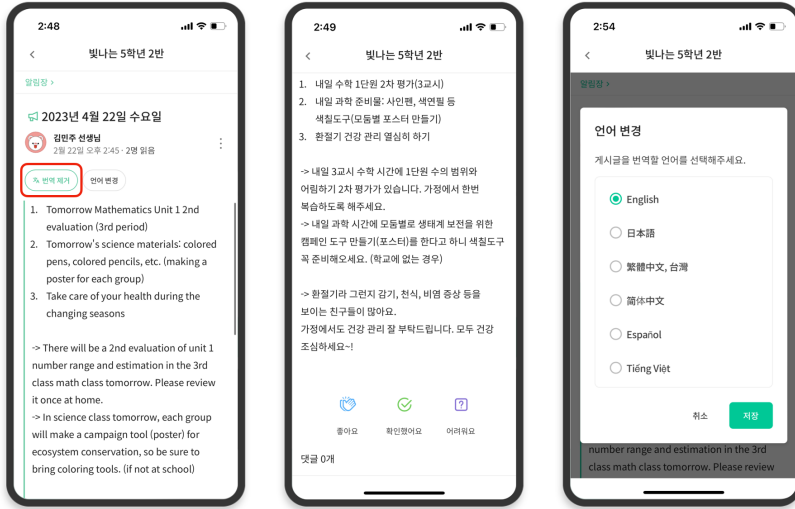 2:48
빛나는 5학년 2반
알림장 >
2023년 4월 22일 수요일
김민주 선생님
2월 22일 오후 2:45 · 2명 읽음
번역 제거
언어 변경
1. Tomorrow Mathematics Unit 1 2nd
evaluation (3rd period)
2. Tomorrow's science materials: colored
pens, colored pencils, etc. (making a
poster for each group)
3. Take care of your health during the
changing seasons
-> There will be a 2nd evaluation of unit 1
number range and estimation in the 3rd
class math class tomorrow. Please review
it once at home.
-> In science class tomorrow, each group
will make a campaign tool (poster) for
ecosystem conservation, so be sure to
bring coloring tools. (if not at school)
2:49
빛나는 5학년 2반
1. 내일 수학 1단원 2차 평가(3교시)
2. 내일 과학 준비물: 사인펜, 색연필 등
색칠도구(모둠별 포스터 만들기)
3. 환절기 건강 관리 열심히 하기
-> 내일 3교시 수학 시간에 1단원 수의 범위와
어림하기 2차 평가가 있습니다. 가정에서 한번
복습하도록 해주세요.
-> 내일 과학 시간에 모둠별로 생태계 보전을 위한
캠페인 도구 만들기(포스터)를 한다고 하니 색칠도구
꼭 준비해오세요. (학교에 없는 경우)
-> 환절기라 그런지 감기, 천식, 비염 증상 등을
보이는 친구들이 많아요.
가정에서도 건강 관리 잘 부탁드립니다. 모두 건강
조심하세요~!
좋아요
확인했어요
어려워요
댓글 0개
2:54
빛나는 5학년 2반
알림장 >
언어 변경
게시글을 번역할 언어를 선택해주세요.
English
日本語
繁體中文, 台灣
简体中文
Español
Tiếng Việt
취소
저장
number range and estimation in the 3rd
class math class tomorrow. Please review